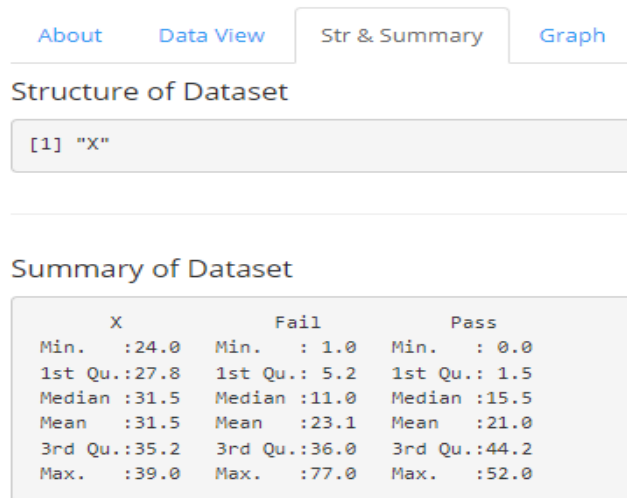 About Data View Str & Summary Graph
Structure of Dataset
[1] "X"
Summary of Dataset
X Fail Pass
Min. :24.0 Min. : 1.0 Min. : 0.0
1st Qu.:27.8 1st Qu.: 5.2 1st Qu.: 1.5
Median :31.5 Median :11.0 Median :15.5
Mean :31.5 Mean :23.1 Mean :21.0
3rd Qu.:35.2 3rd Qu.:36.0 3rd Qu.:44.2
Max. :39.0 Max. :77.0 Max. :52.0